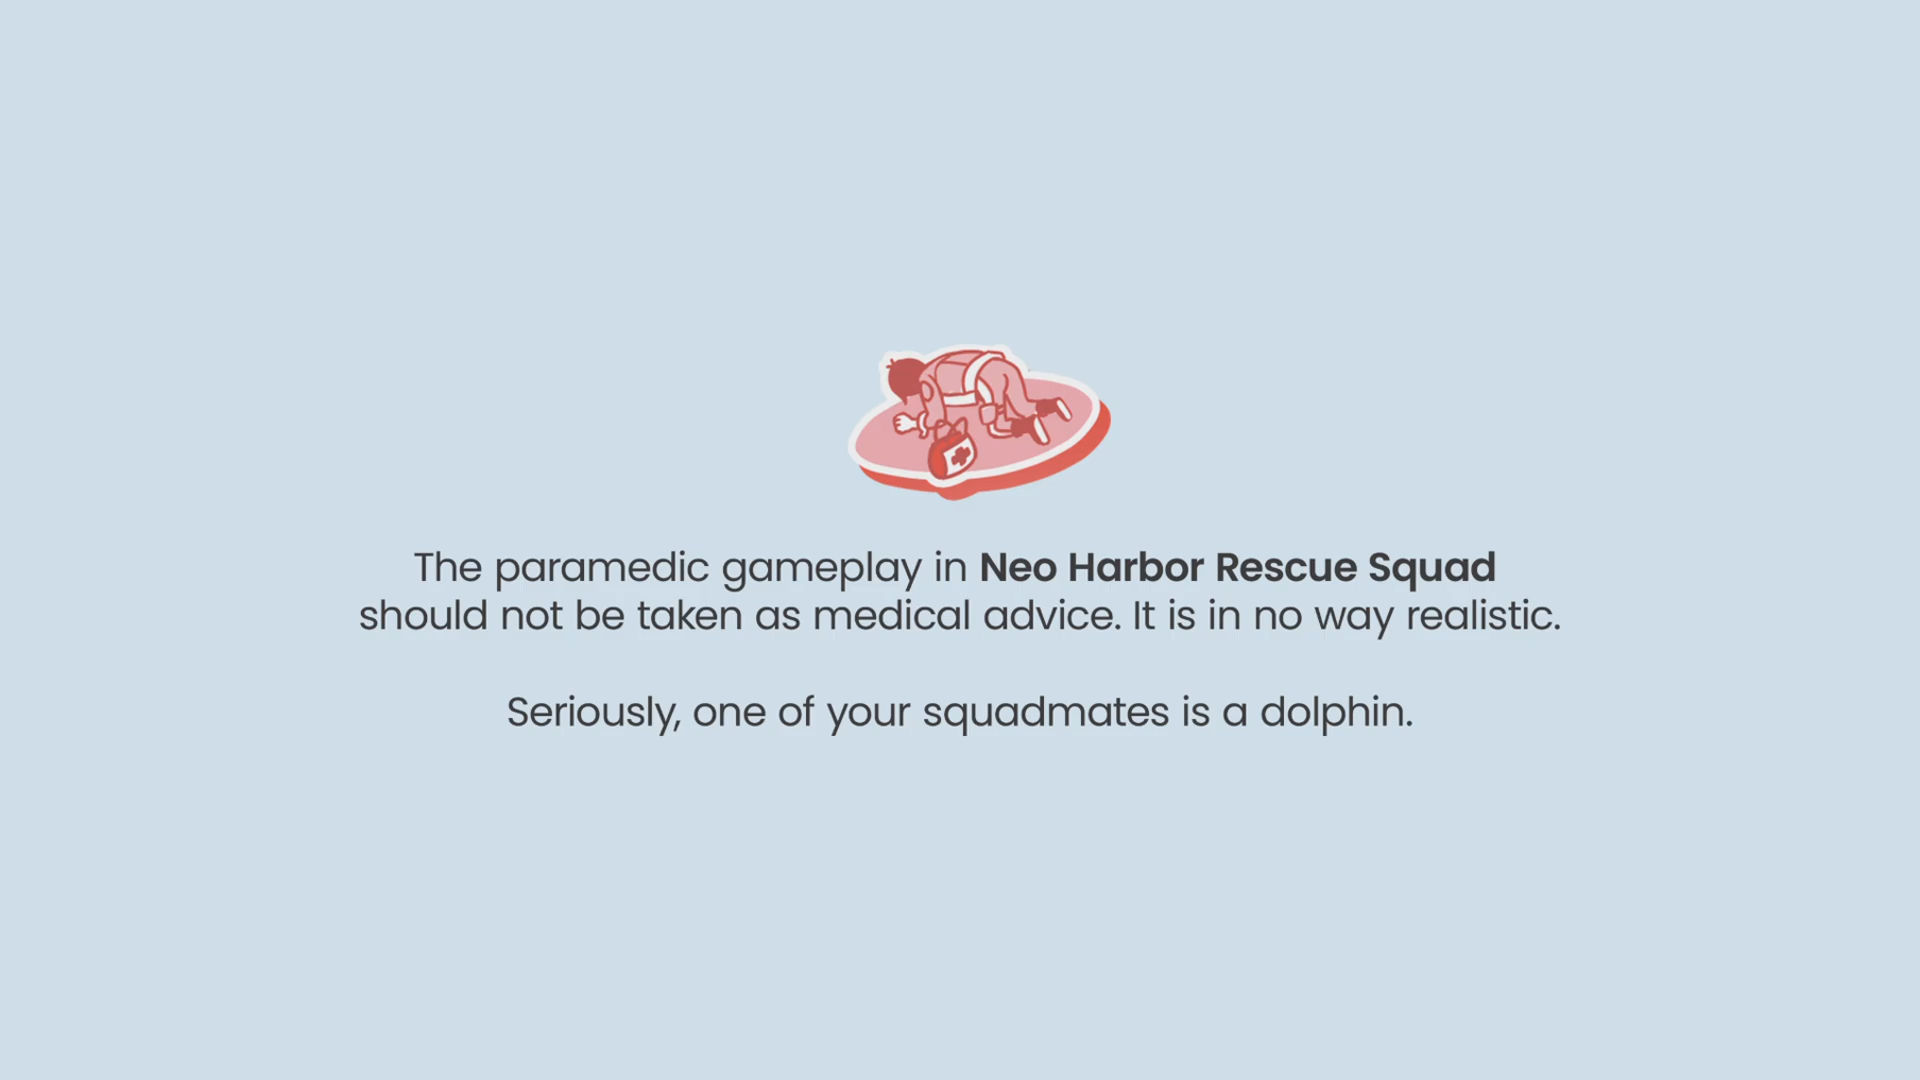 The paramedic gameplay in Neo Harbor Rescue Squad
should not be taken as medical advice. It is in no way realistic.
Seriously, one of your squadmates is a dolphin.